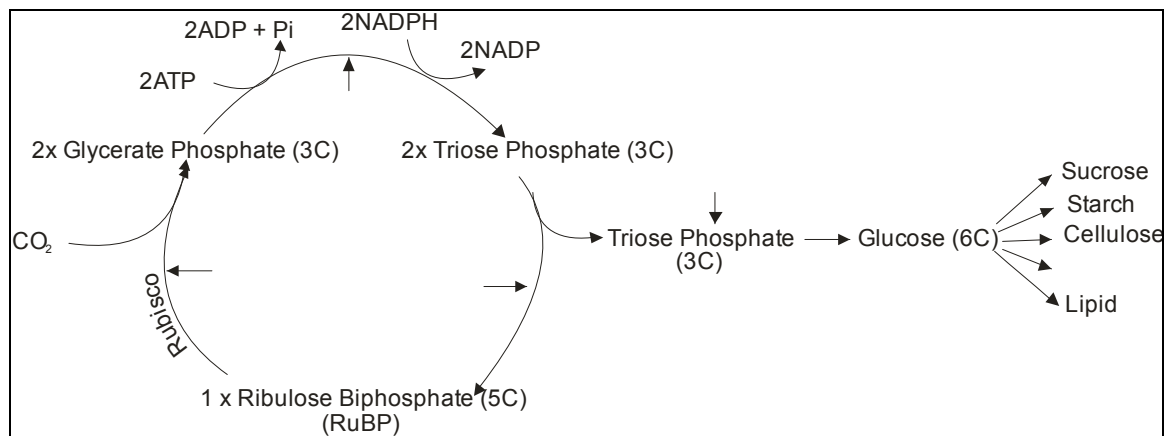 2ADP + Pi
2NADPH
2NADP
2ATP
2x Glycerate Phosphate (3C)
2x Triose Phosphate (3C)
Sucrose
Starch
Cellulose
Lipid
CO₂
Triose Phosphate
(3C)
Glucose (6C)
Rubisco
1 x Ribulose Biphosphate (5C)
(RuBP)